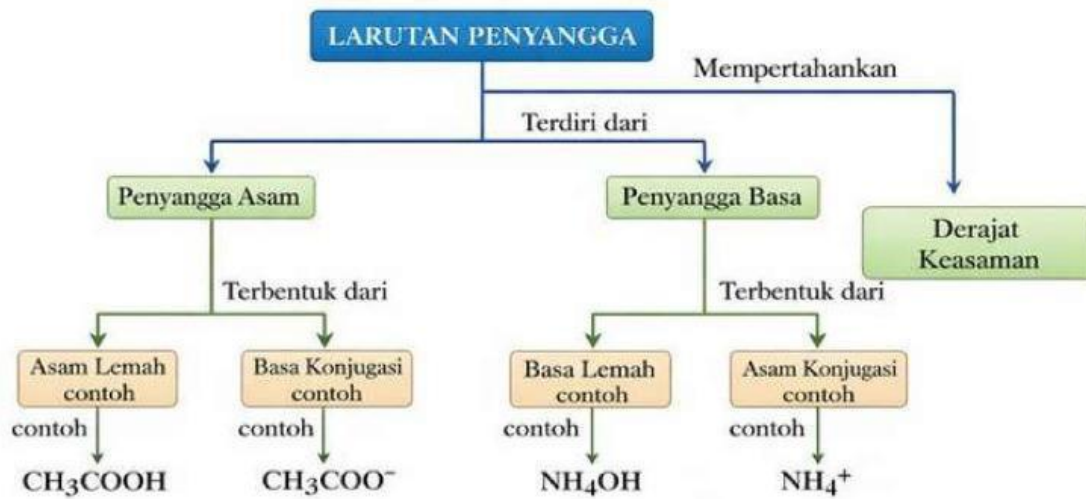 LARUTAN PENYANGGA
Mempertahankan
Terdiri dari
Penyangga Asam
Penyangga Basa
Derajat
Keasaman
Terbentuk dari
Terbentuk dari
Asam Lemah
contoh
Basa Konjugasi
contoh
Basa Lemah
contoh
Asam Konjugasi
contoh
contoh
contoh
contoh
contoh
CH₃COOH
CH₃COO⁻
NH₄OH
NH₄⁺